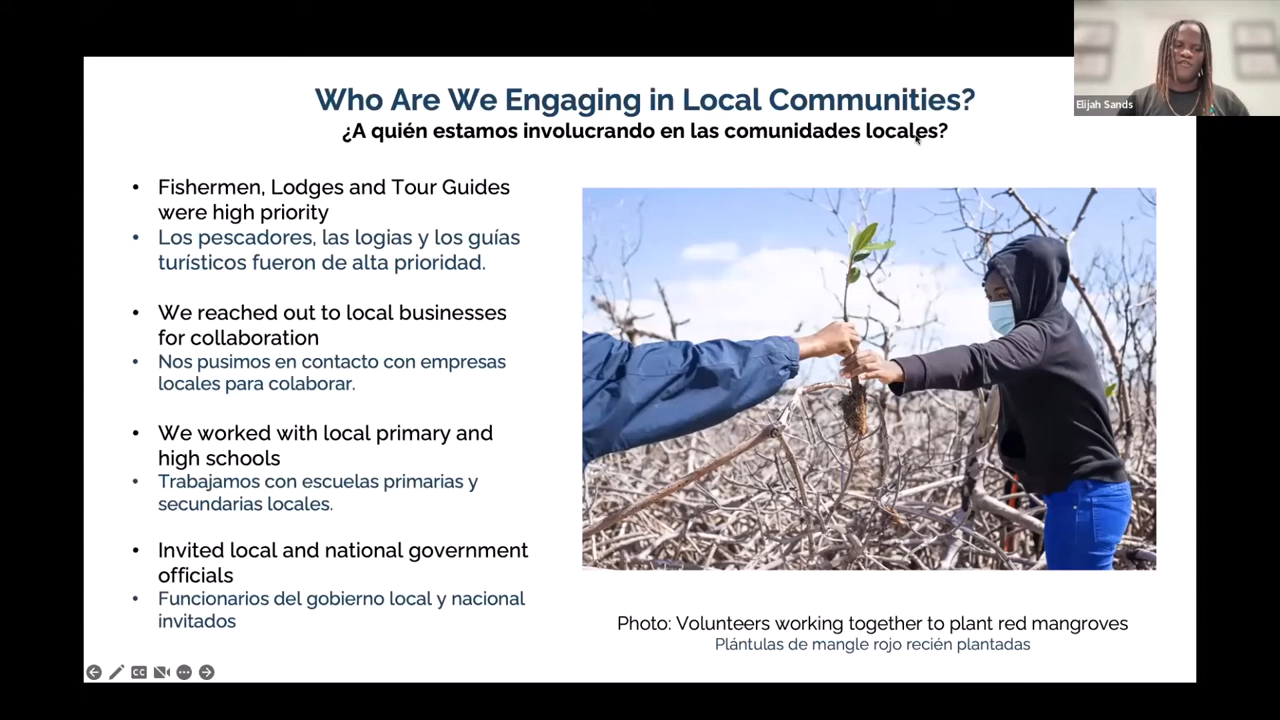 Who Are We Engaging in Local Communities?
¿A quién estamos involucrando en las comunidades locales?
Elijah Sands
• Fishermen, Lodges and Tour Guides
were high priority
• Los pescadores, las logias y los guías
turísticos fueron de alta prioridad.
• We reached out to local businesses
for collaboration
• Nos pusimos en contacto con empresas
locales para colaborar.
• We worked with local primary and
high schools
• Trabajamos con escuelas primarias y
secundarias locales.
• Invited local and national government
officials
• Funcionarios del gobierno local y nacional
invitados
Photo: Volunteers working together to plant red mangroves
Plántulas de mangle rojo recién plantadas
CC